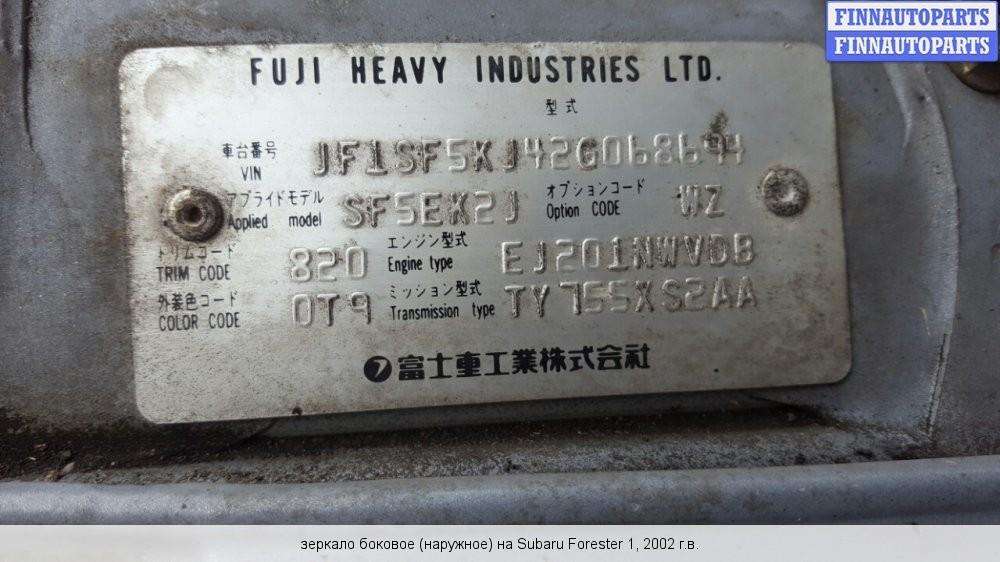 FINNAUTOPARTS
FINNAUTOPARTS
FUJI HEAVY INDUSTRIES LTD.
型式
車台番号
VIN
JF1SF5KJ42G068694
アプライドモデル
Applied model
SF5EK2J
オプションコード
Option CODE
WZ
トリムコード
TRIM CODE
820
エンジン型式
Engine type
EJ201NWVDB
外装色コード
COLOR CODE
0T9
ミッション型式
Transmission type
TY755XS2AA
富士重工業株式会社
зеркало боковое (наружное) на Subaru Forester 1, 2002 г.в.